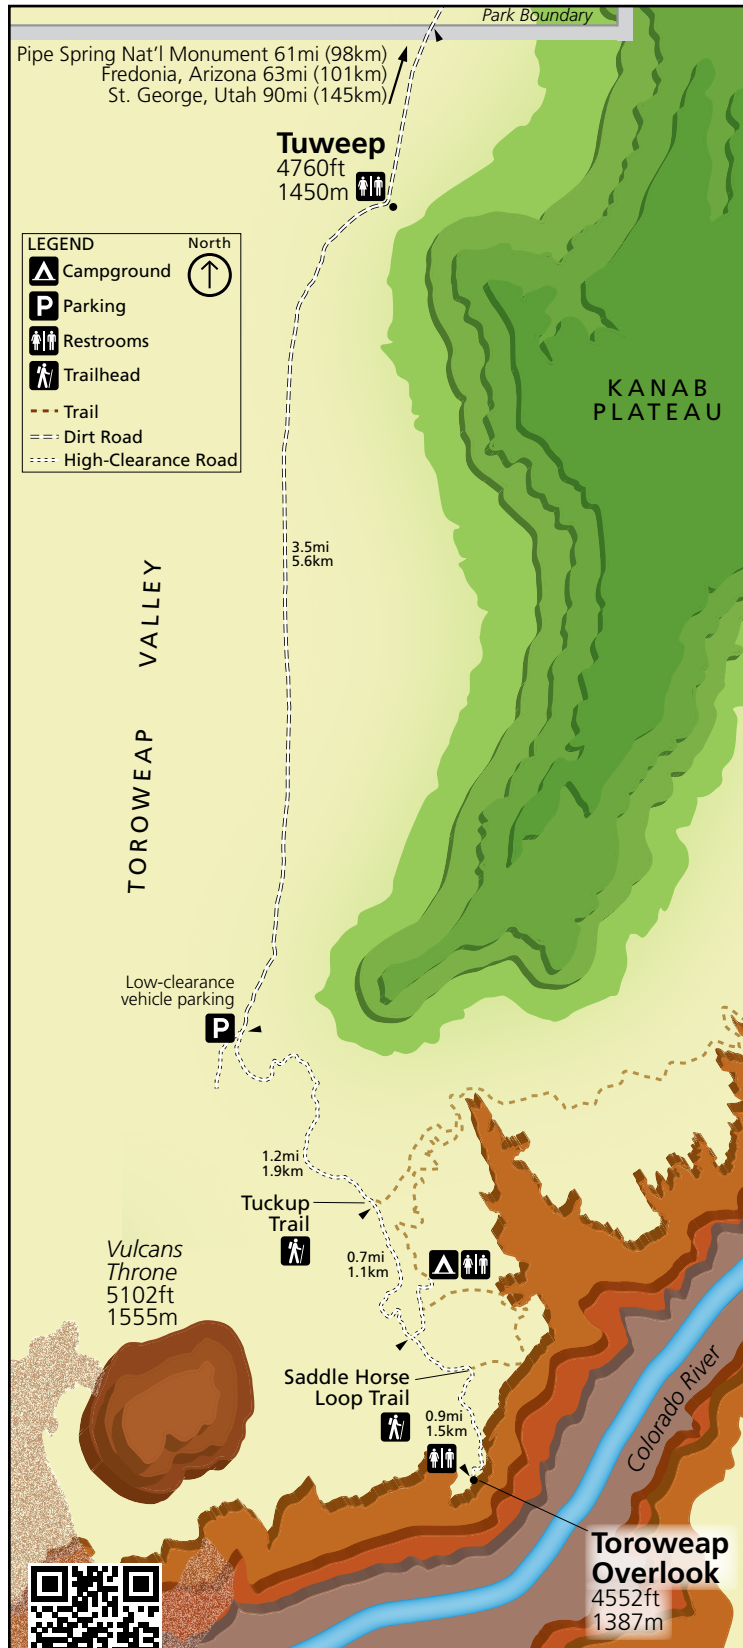 Park Boundary
Pipe Spring Nat'l Monument 61mi (98km)
Fredonia, Arizona 63mi (101km)
St. George, Utah 90mi (145km)
Tuweep
4760ft
1450m
LEGEND
North
Campground
P Parking
Restrooms
Trailhead
Trail
Dirt Road
High-Clearance Road
KANAB
PLATEAU
3.5mi
5.6km
TOROWEAP VALLEY
Low-clearance
vehicle parking
P
1.2mi
1.9km
Tuckup
Trail
0.7mi
1.1km
Vulcans
Throne
5102ft
1555m
Saddle Horse
Loop Trail
0.9mi
1.5km
Colorado River
Toroweap
Overlook
4552ft
1387m